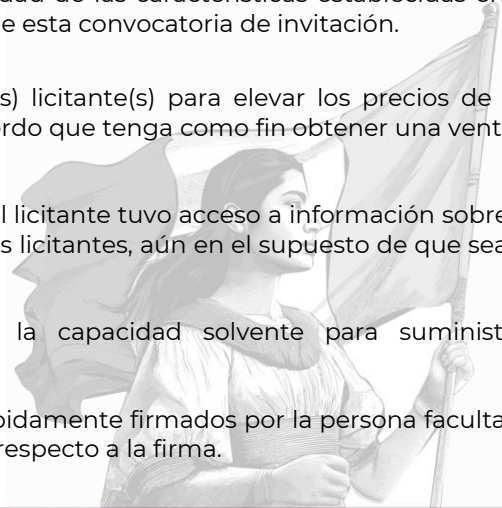 e esta convocatoria de invitación.
s) licitante(s) para elevar los precios de
rdo que tenga como fin obtener una vent
l licitante tuvo acceso a información sobre
s licitantes, aún en el supuesto de que sea
la capacidad solvente para suminist
bidamente firmados por la persona faculta
respecto a la firma.